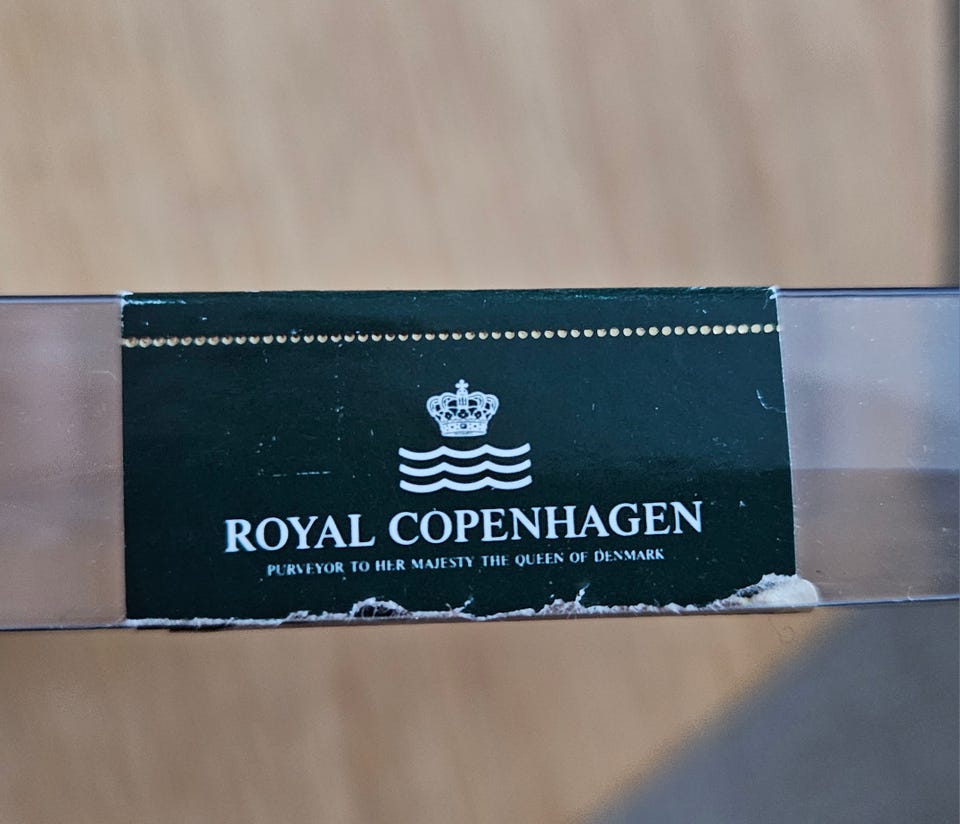 ROYAL COPENHAGEN
PURVEYOR TO HER MAJESTY THE QUEEN OF DENMARK